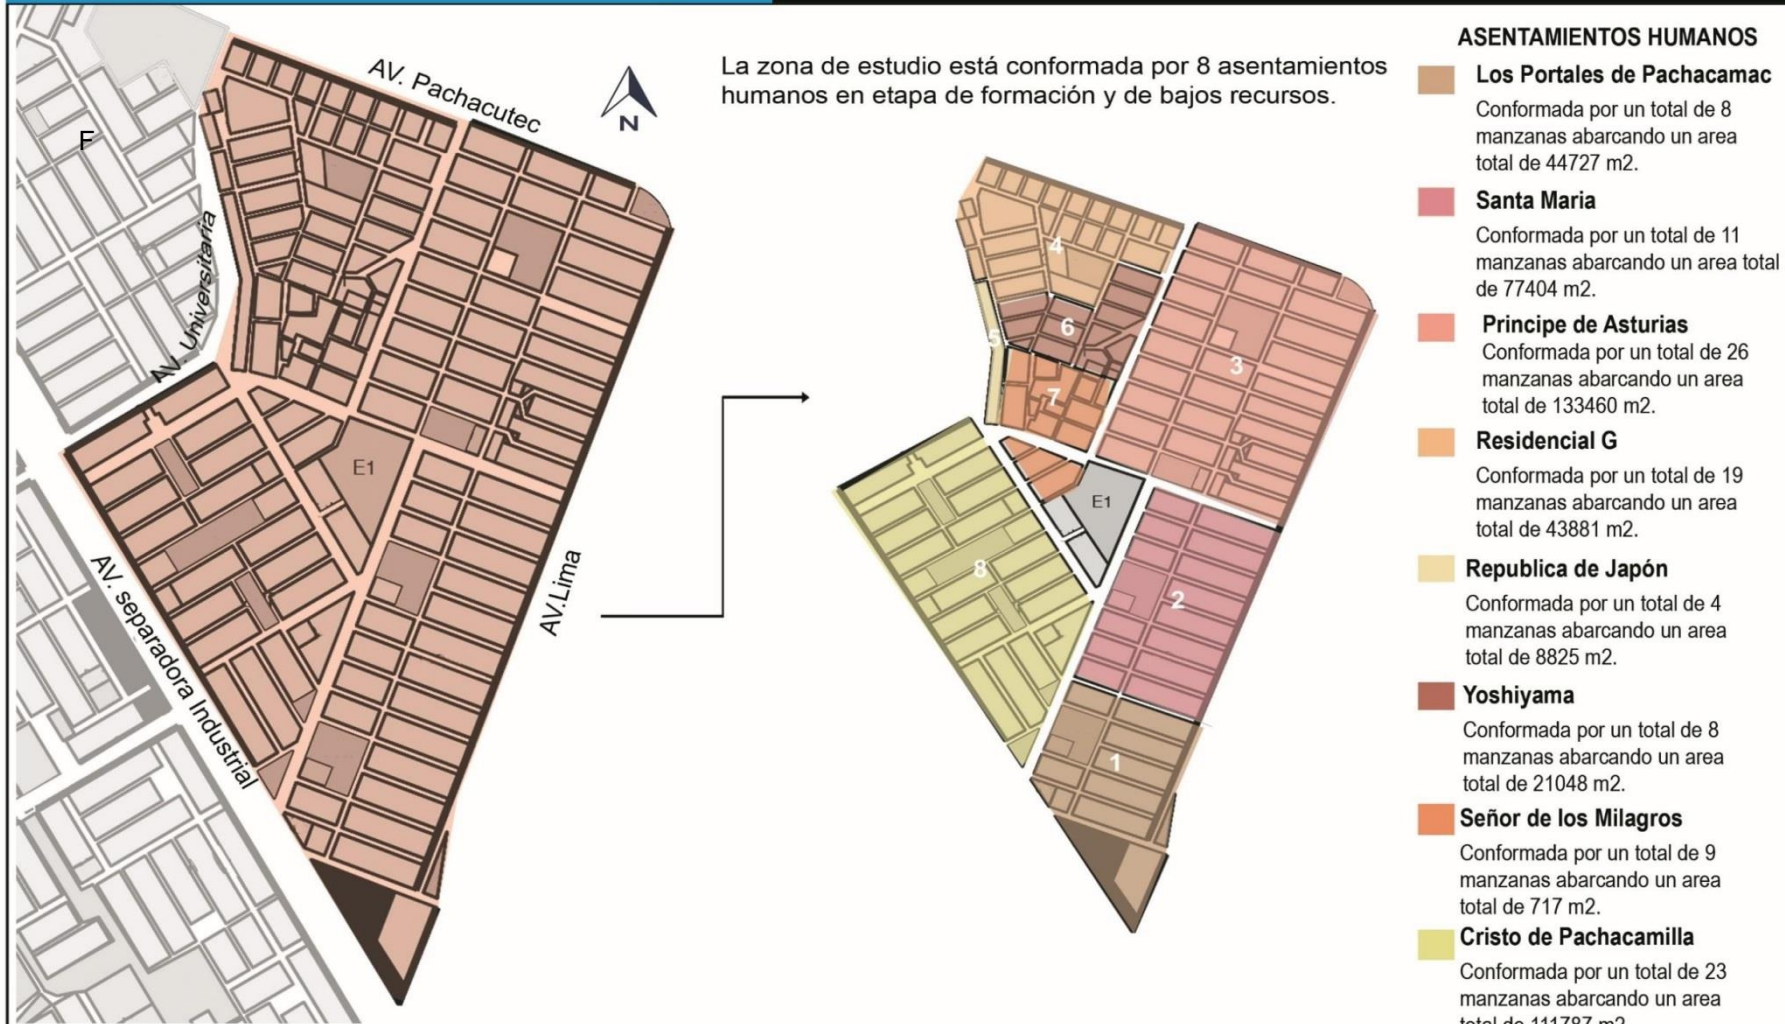 La zona de estudio está conformada por 8 asentamientos
humanos en etapa de formación y de bajos recursos.
F
AV. Pachacutec
N
AV. Universitaria
E1
AV. separadora Industrial
AV.Lima
4
5
6
7
3
E1
8
2
1
ASENTAMIENTOS HUMANOS
Los Portales de Pachacamac
Conformada por un total de 8
manzanas abarcando un area
total de 44727 m2.
Santa Maria
Conformada por un total de 11
manzanas abarcando un area total
de 77404 m2.
Principe de Asturias
Conformada por un total de 26
manzanas abarcando un area
total de 133460 m2.
Residencial G
Conformada por un total de 19
manzanas abarcando un area
total de 43881 m2.
Republica de Japón
Conformada por un total de 4
manzanas abarcando un area
total de 8825 m2.
Yoshiyama
Conformada por un total de 8
manzanas abarcando un area
total de 21048 m2.
Señor de los Milagros
Conformada por un total de 9
manzanas abarcando un area
total de 717 m2.
Cristo de Pachacamilla
Conformada por un total de 23
manzanas abarcando un area
total de 111787 m2